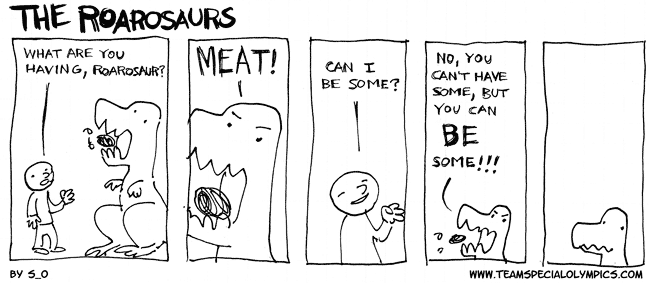 THE ROAROSAURS
WHAT ARE YOU
HAVING, ROAROSAUR?
MEAT!
CAN I
BE SOME?
NO, YOU
CAN'T HAVE
SOME, BUT
YOU CAN
BE
SOME!!!
BY S_O
WWW.TEAMSPECIALOLYMPICS.COM